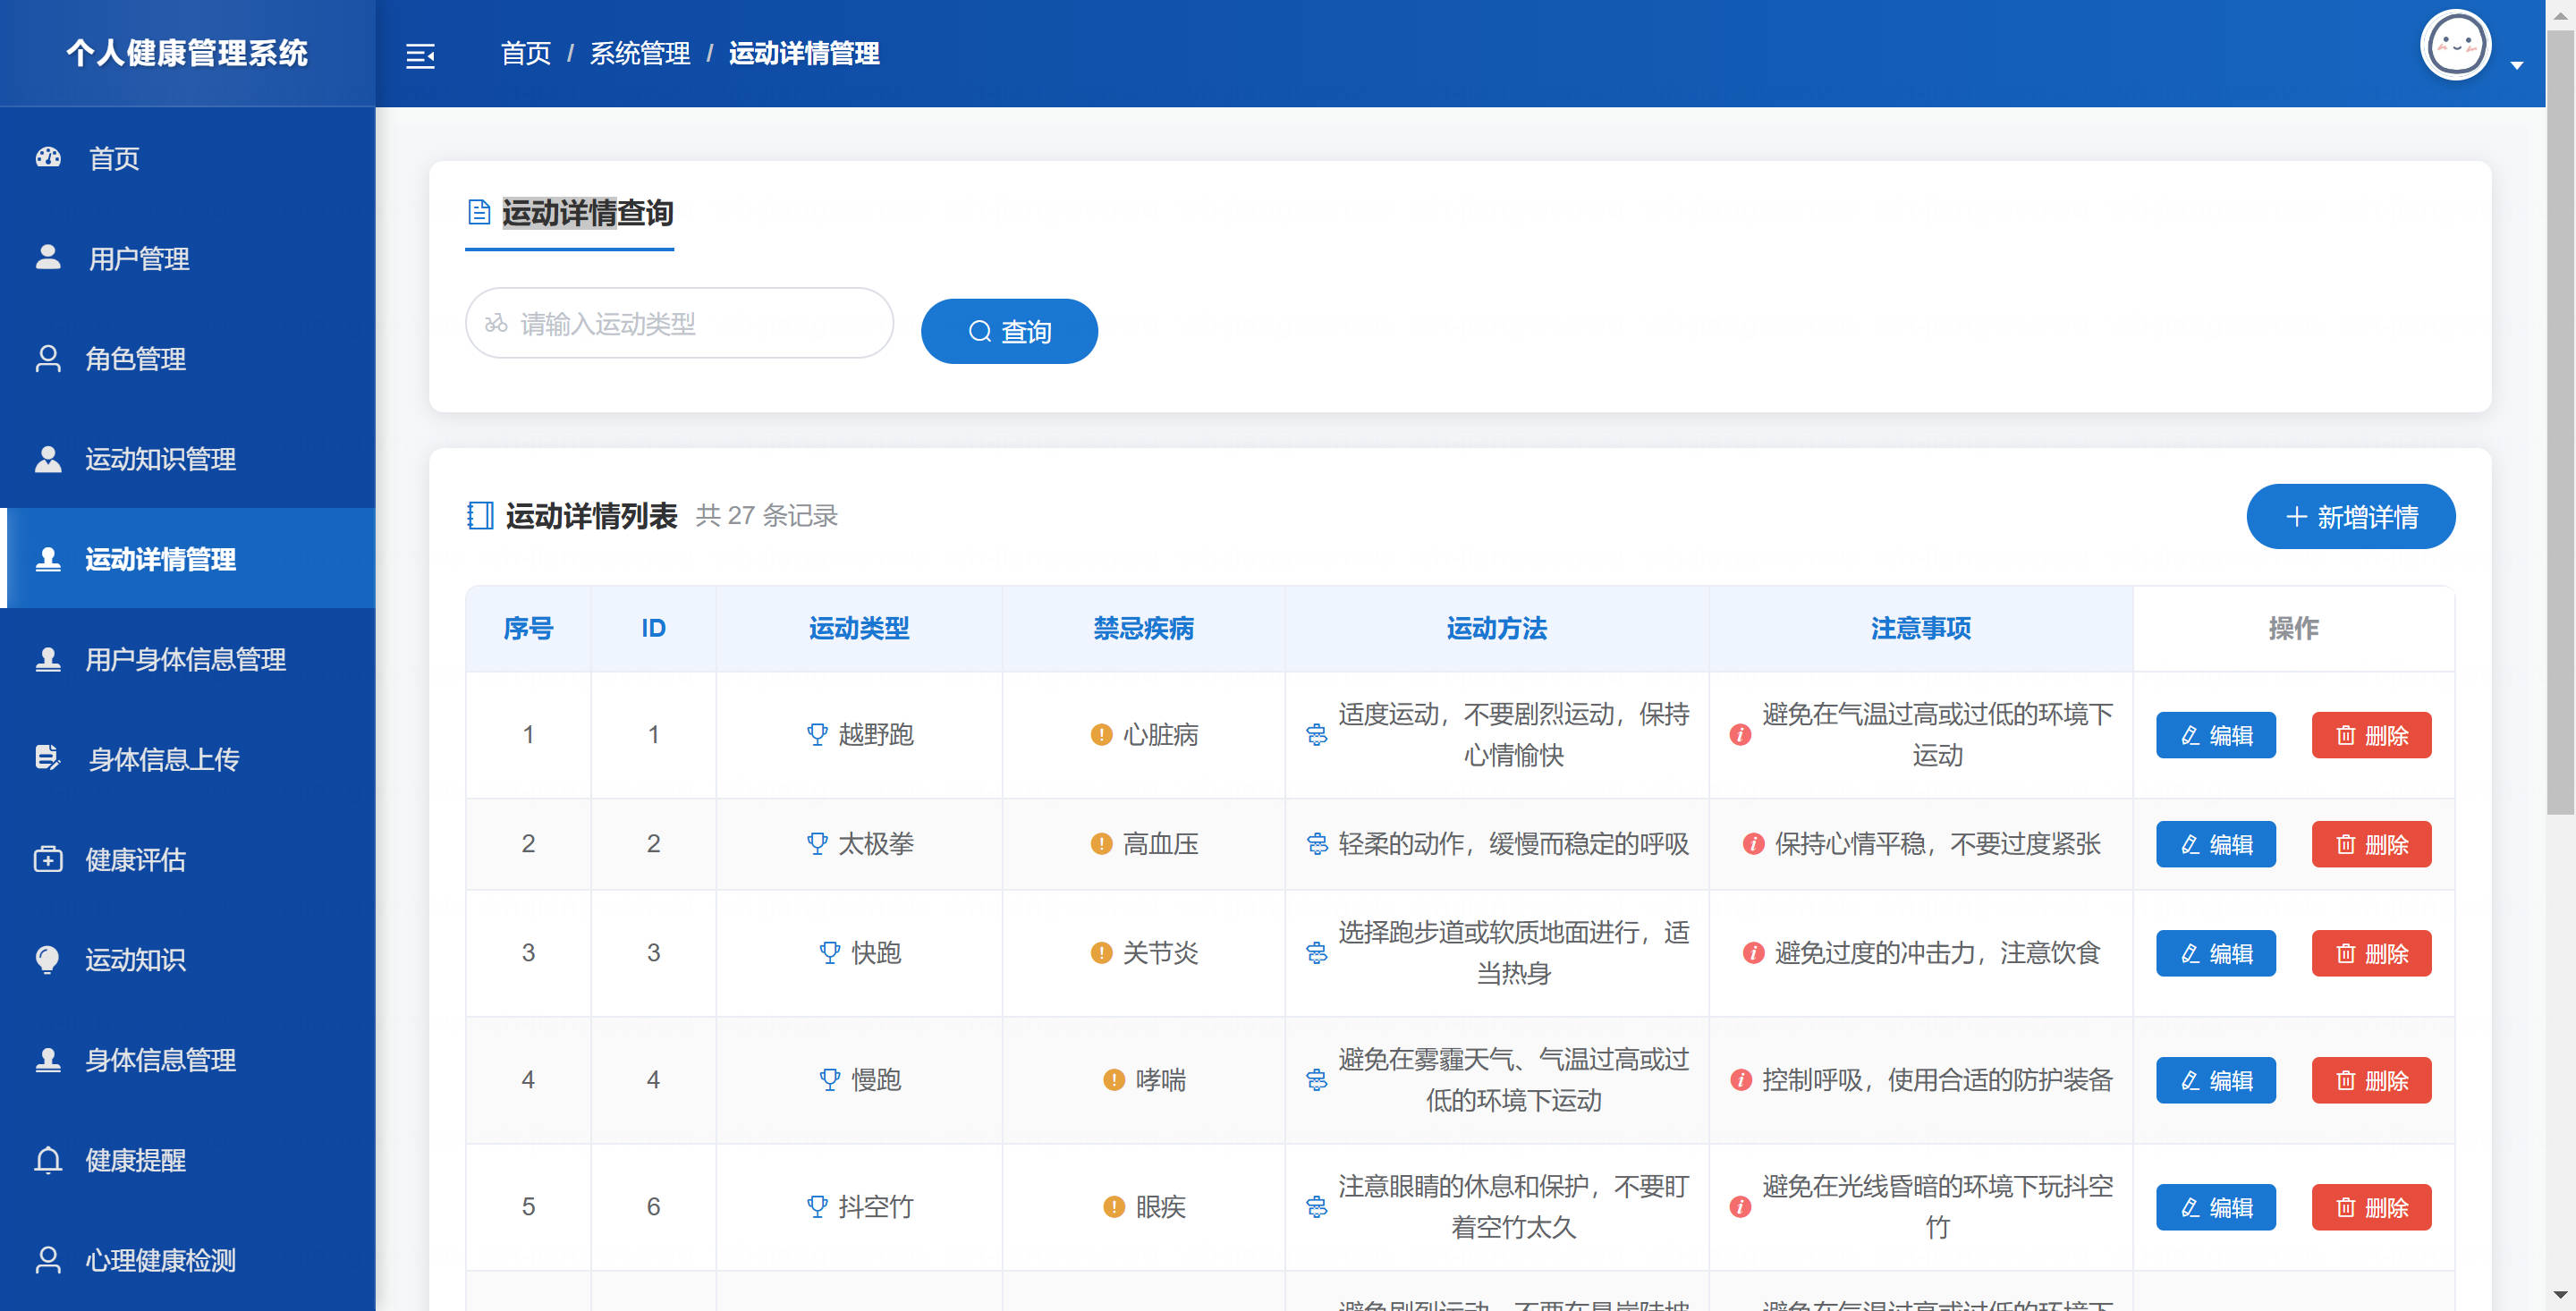 个人健康管理系统
首页 / 系统管理 / 运动详情管理
首页
用户管理
角色管理
运动知识管理
运动详情管理
用户身体信息管理
身体信息上传
健康评估
运动知识
身体信息管理
健康提醒
心理健康检测
运动详情查询
请输入运动类型
查询
运动详情列表 共 27 条记录
新增详情
序号 ID 运动类型 禁忌疾病 运动方法 注意事项 操作
1 1 越野跑 心脏病 适度运动，不要剧烈运动，保持
心情愉快
避免在气温过高或过低的环境下
运动
编辑 删除
2 2 太极拳 高血压 轻柔的动作，缓慢而稳定的呼吸 保持心情平稳，不要过度紧张 编辑 删除
3 3 快跑 关节炎 选择跑步道或软质地面进行，适
当热身
避免过度的冲击力，注意饮食 编辑 删除
4 4 慢跑 哮喘 避免在雾霾天气、气温过高或过
低的环境下运动
控制呼吸，使用合适的防护装备 编辑 删除
5 6 抖空竹 眼疾 注意眼睛的休息和保护，不要盯
着空竹太久
避免在光线昏暗的环境下玩抖空
竹
编辑 删除